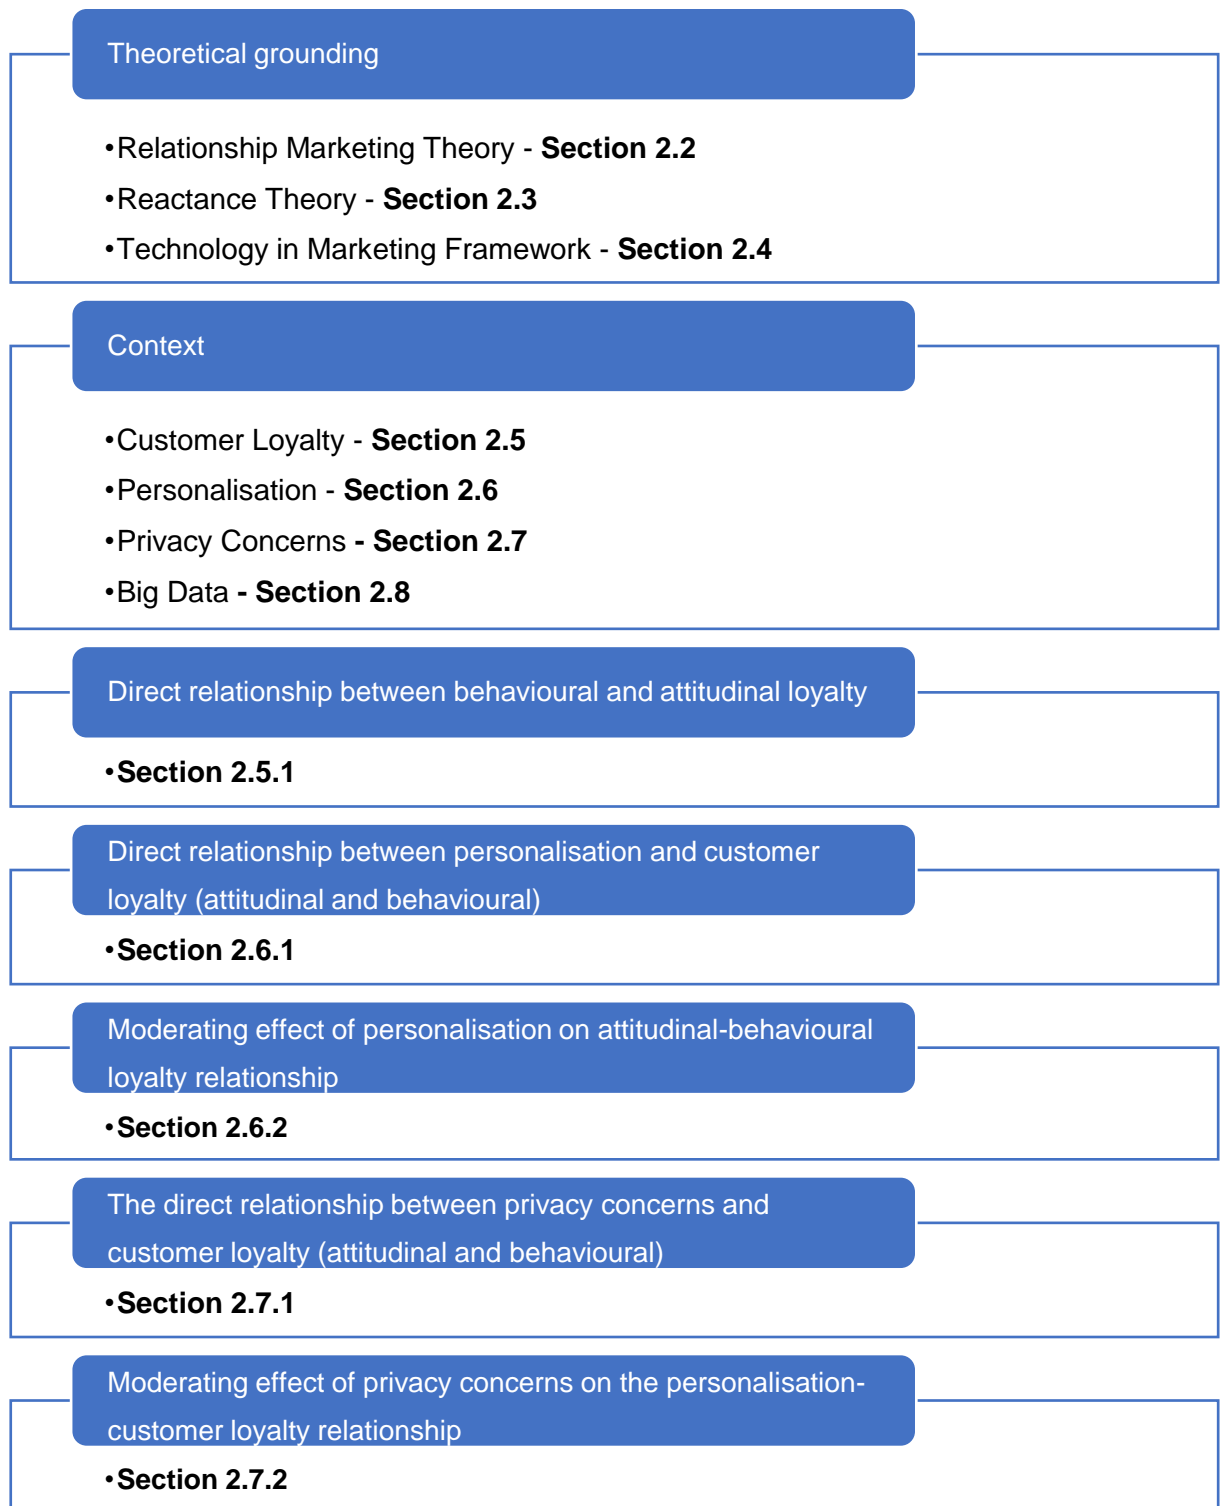 Theoretical grounding
•Relationship Marketing Theory - Section 2.2
•Reactance Theory - Section 2.3
•Technology in Marketing Framework - Section 2.4
Context
•Customer Loyalty - Section 2.5
•Personalisation - Section 2.6
•Privacy Concerns - Section 2.7
•Big Data - Section 2.8
Direct relationship between behavioural and attitudinal loyalty
•Section 2.5.1
Direct relationship between personalisation and customer
loyalty (attitudinal and behavioural)
•Section 2.6.1
Moderating effect of personalisation on attitudinal-behavioural
loyalty relationship
•Section 2.6.2
The direct relationship between privacy concerns and
customer loyalty (attitudinal and behavioural)
•Section 2.7.1
Moderating effect of privacy concerns on the personalisation-
customer loyalty relationship
•Section 2.7.2